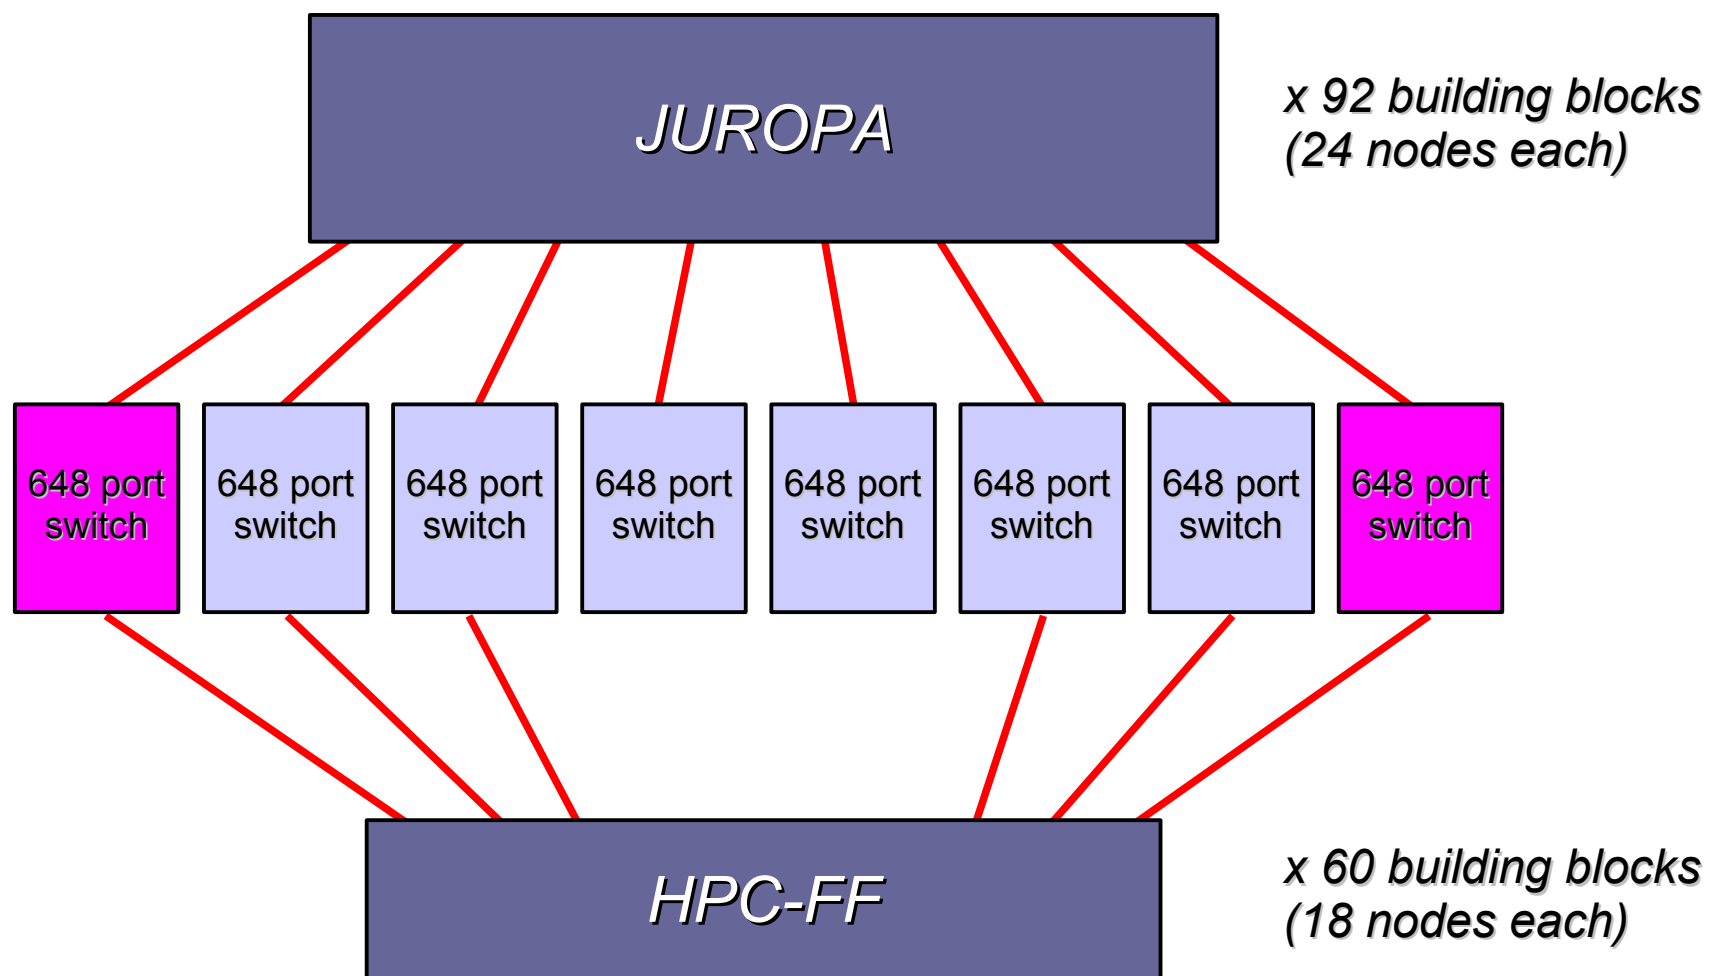 JUROPA
x 92 building blocks
(24 nodes each)
648 port
switch
648 port
switch
648 port
switch
648 port
switch
648 port
switch
648 port
switch
648 port
switch
648 port
switch
HPC-FF
x 60 building blocks
(18 nodes each)